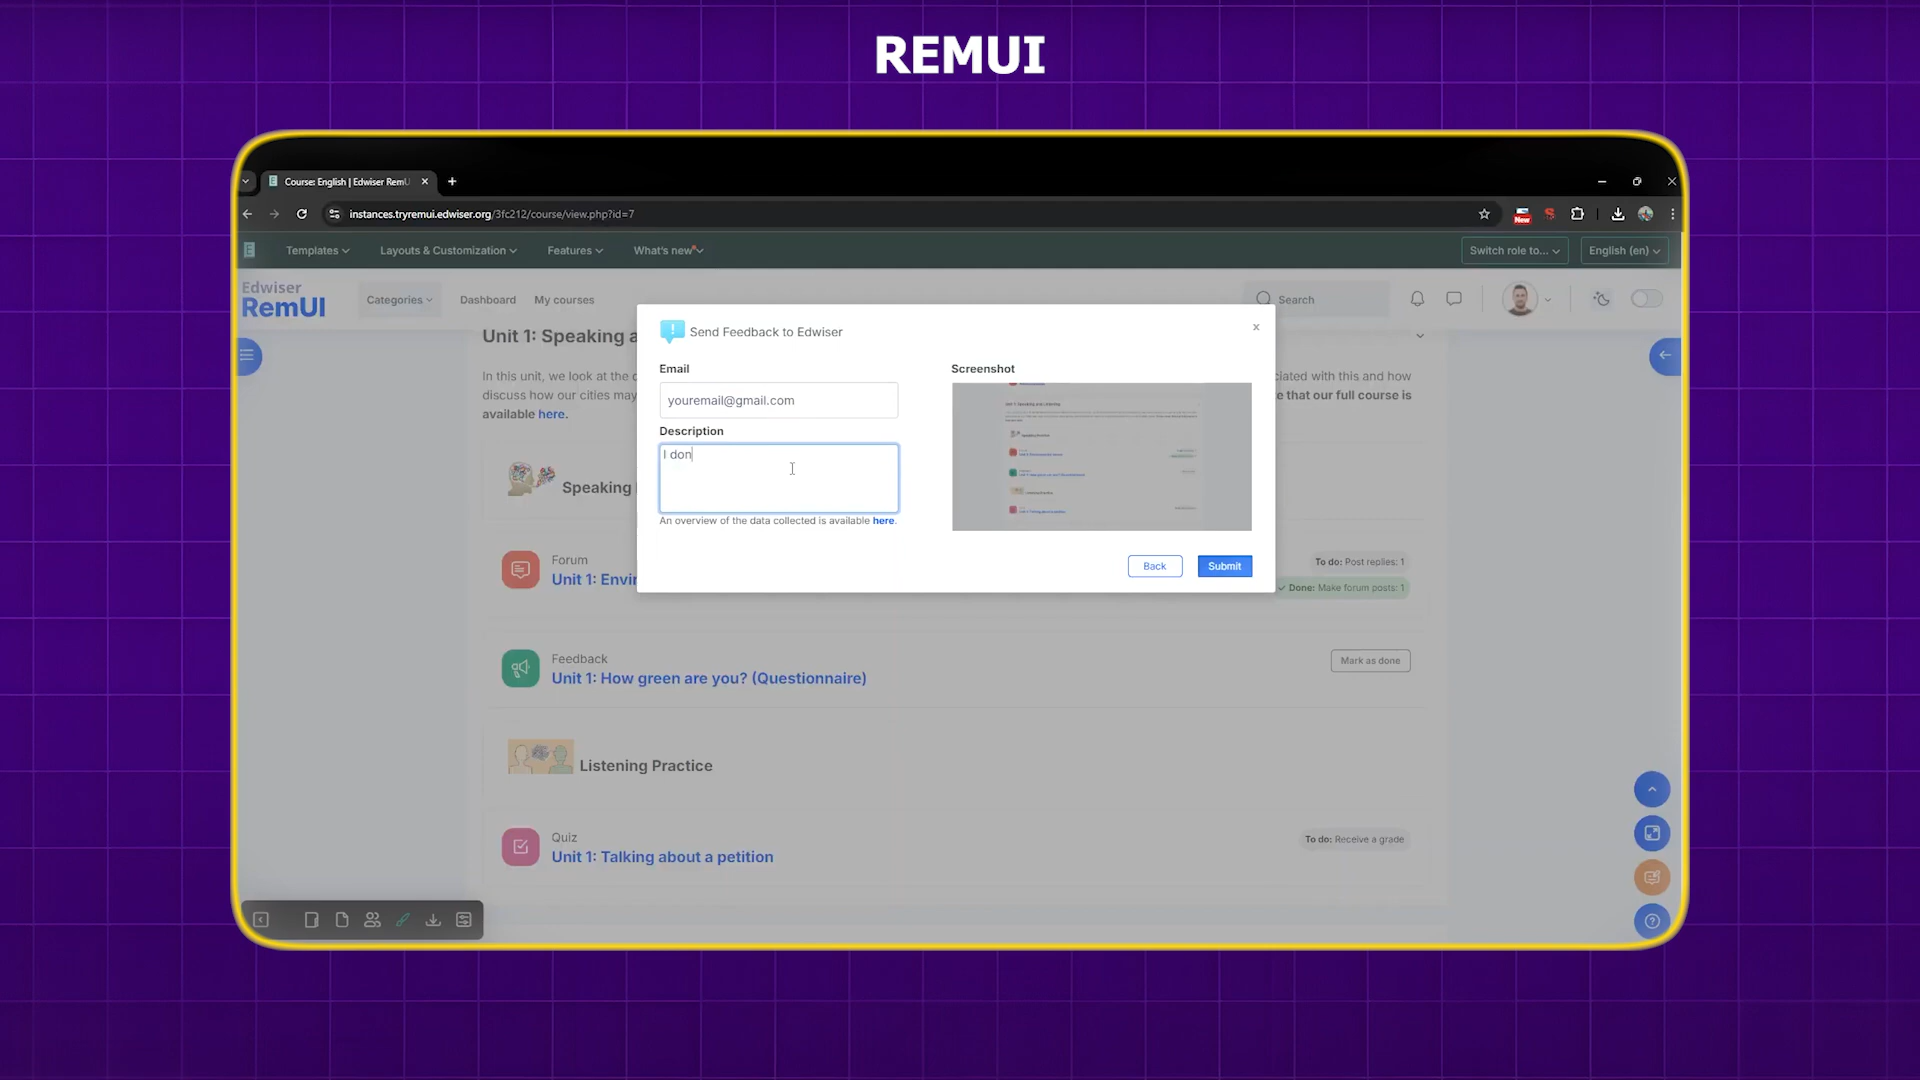 REMUI
Course: English | Edwiser RemU
instances.tryremui.edwiser.org/3fc212/course/view.php?id=7
New
Templates
Layouts & Customization
Features
What's new
Switch role to...
English (en)
Edwiser
RemUI
Categories
Dashboard
My courses
Search
Unit 1: Speaking a
In this unit, we look at the
ciated with this and how
discuss how our cities may
e that our full course is
available here.
Send Feedback to Edwiser
x
Email
youremail@gmail.com
Description
I don
An overview of the data collected is available here.
Screenshot
Back
Submit
Speaking
Forum
Unit 1: Envir
To do: Post replies: 1
Done: Make forum posts: 1
Feedback
Unit 1: How green are you? (Questionnaire)
Mark as done
Listening Practice
Quiz
Unit 1: Talking about a petition
To do: Receive a grade